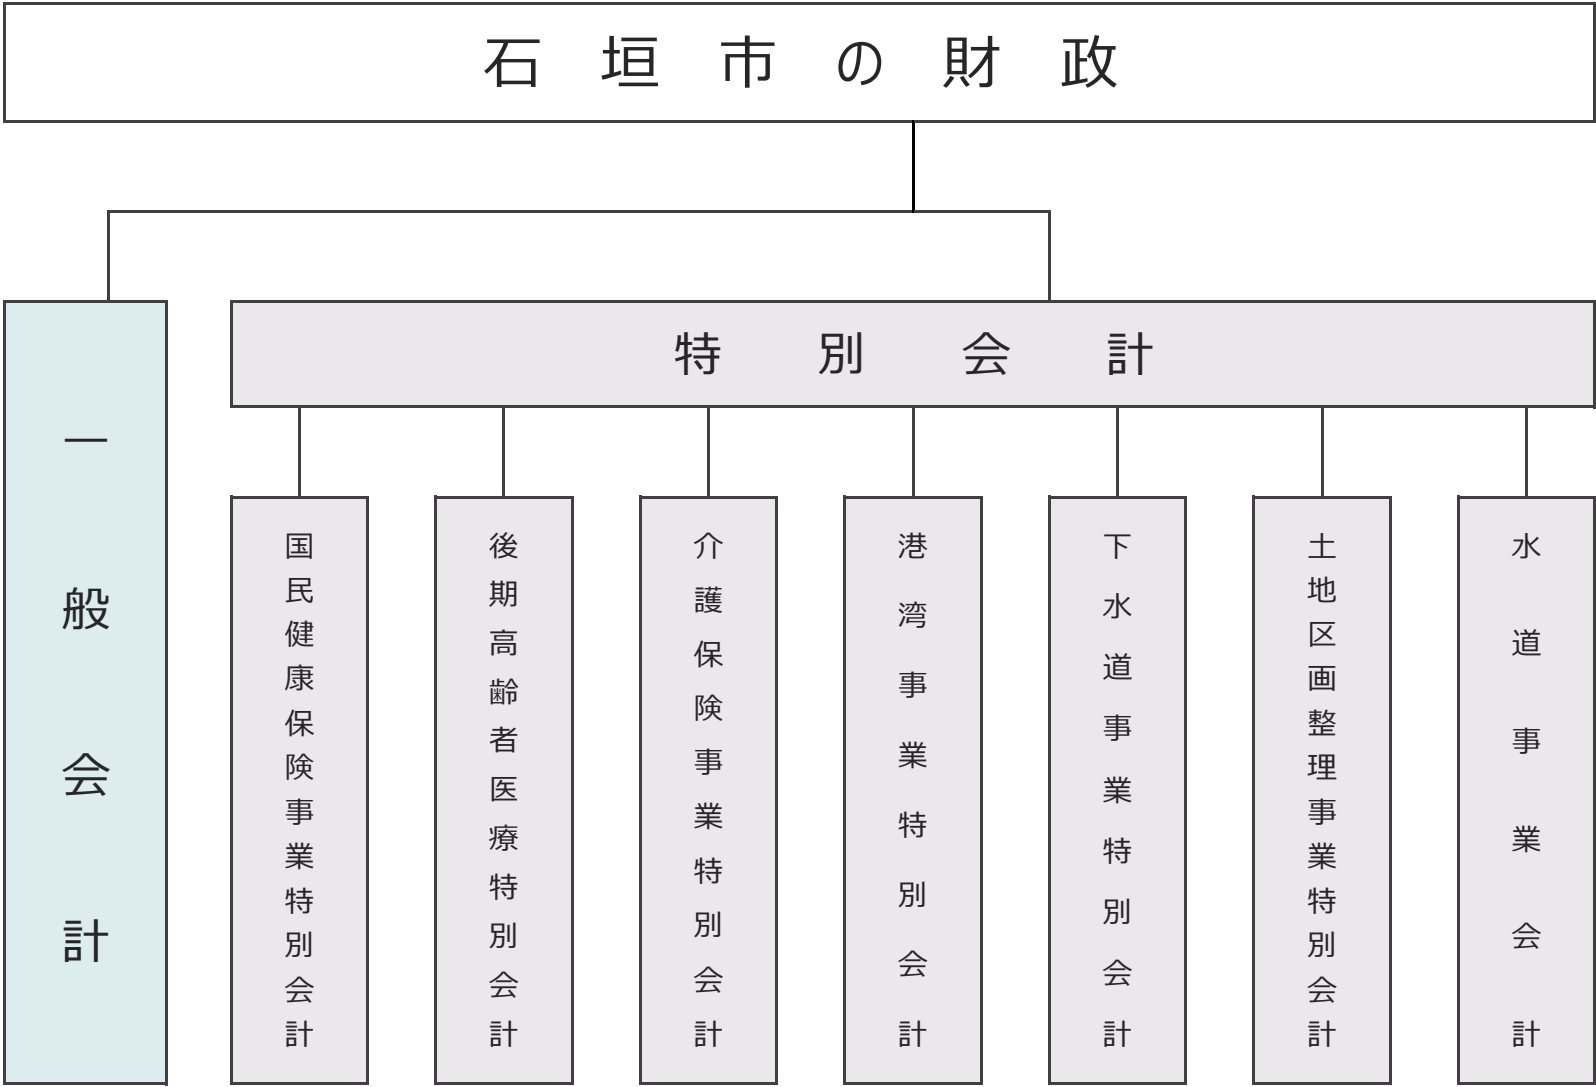 石垣市の財政
一般会計
特別会計
国民健康保険事業特別会計
後期高齢者医療特別会計
介護保険事業特別会計
港湾事業特別会計
下水道事業特別会計
土地区画整理事業特別会計
水道事業会計